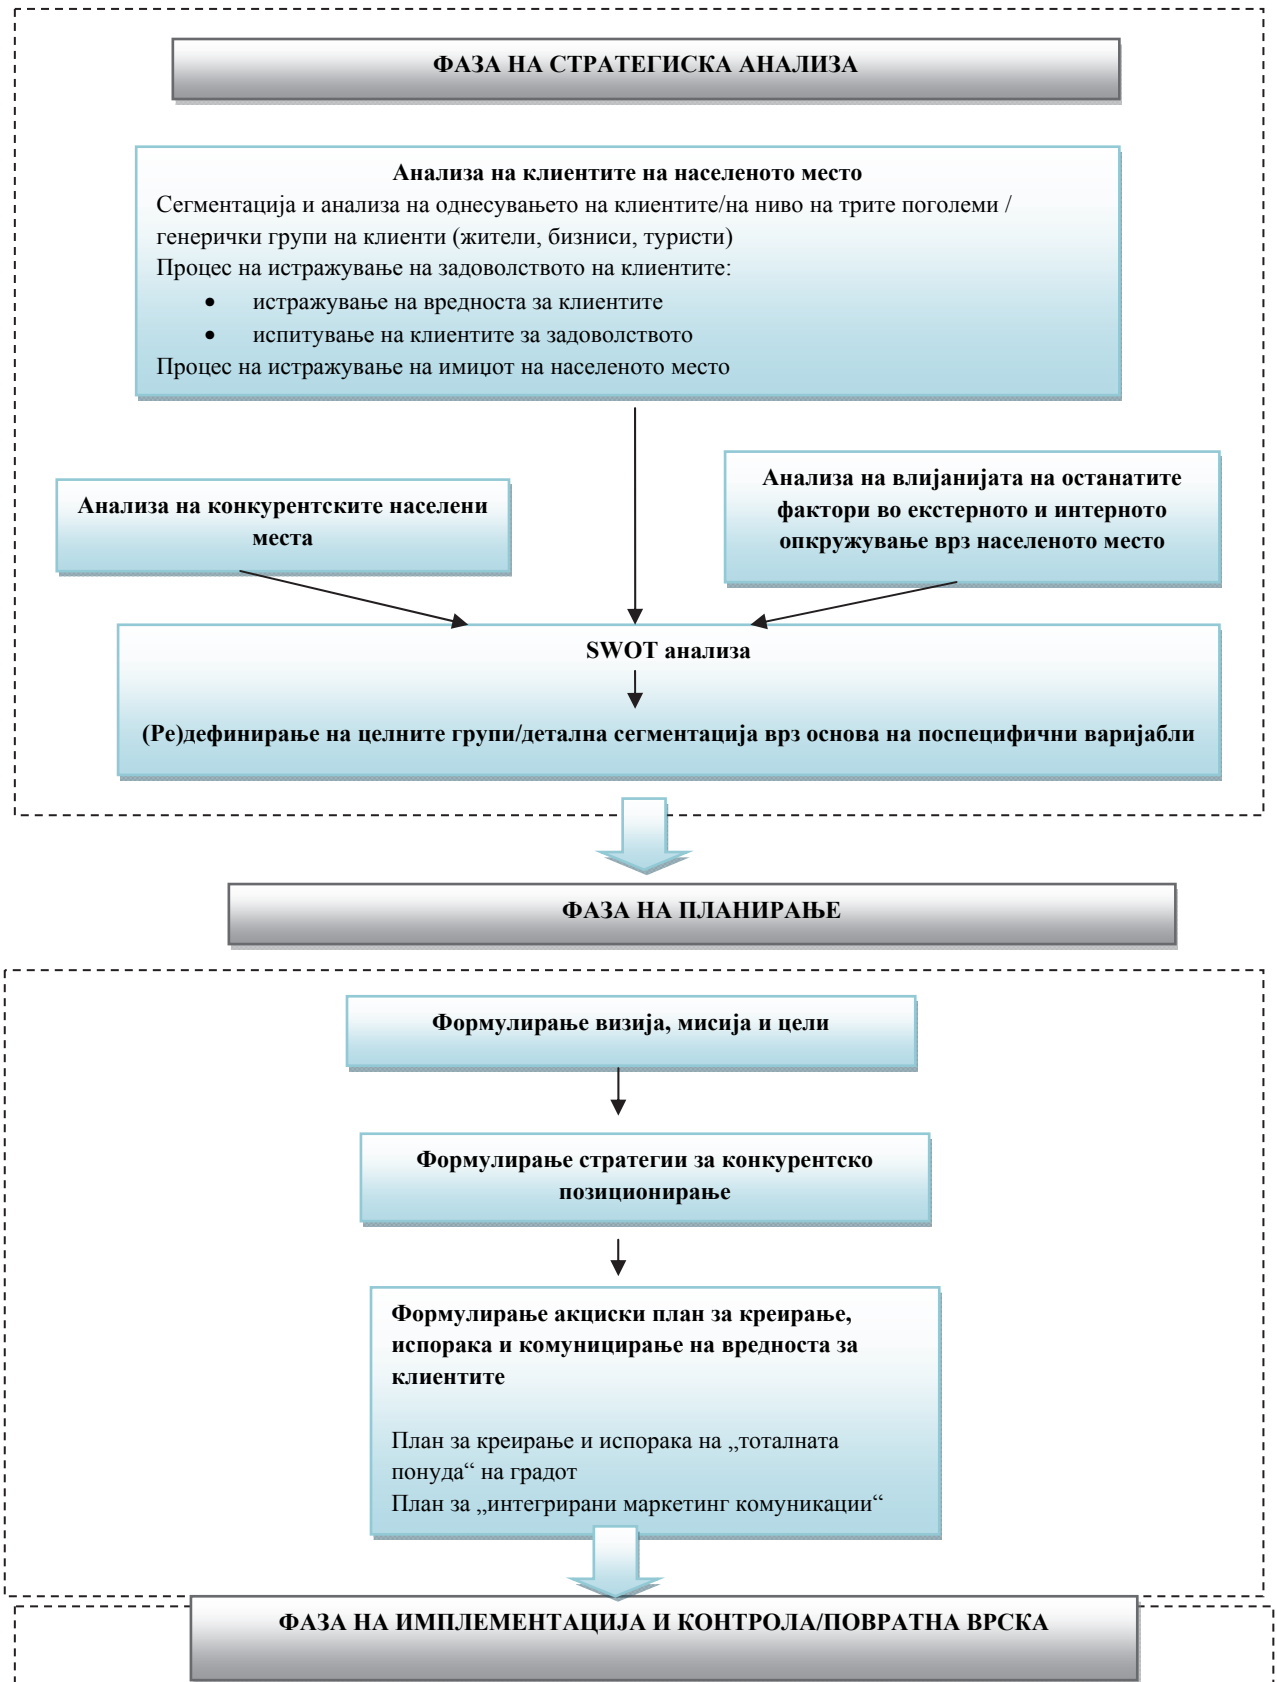 ФАЗА НА СТРАТЕГИСКА АНАЛИЗА
Анализа на клиентите на населеното место
Сегментација и анализа на однесувањето на клиентите/на ниво на трите поголеми /
генерички групи на клиенти (жители, бизниси, туристи)
Процес на истражување на задоволството на клиентите:
• истражување на вредноста за клиентите
• испитување на клиентите за задоволството
Процес на истражување на имиџот на населеното место
Анализа на конкурентските населени
места
Анализа на влијанијата на останатите
фактори во екстерното и интерното
опкружување врз населеното место
SWOT анализа
(Ре)дефинирање на целните групи/детална сегментација врз основа на поспецифични варијабли
ФАЗА НА ПЛАНИРАЊЕ
Формулирање визија, мисија и цели
Формулирање стратегии за конкурентско
позиционирање
Формулирање акциски план за креирање,
испорака и комуницирање на вредноста за
клиентите
План за креирање и испорака на „тоталната
понуда“ на градот
План за „интегрирани маркетинг комуникации“
ФАЗА НА ИМПЛЕМЕНТАЦИЈА И КОНТРОЛА/ПОВРАТНА ВРСКА